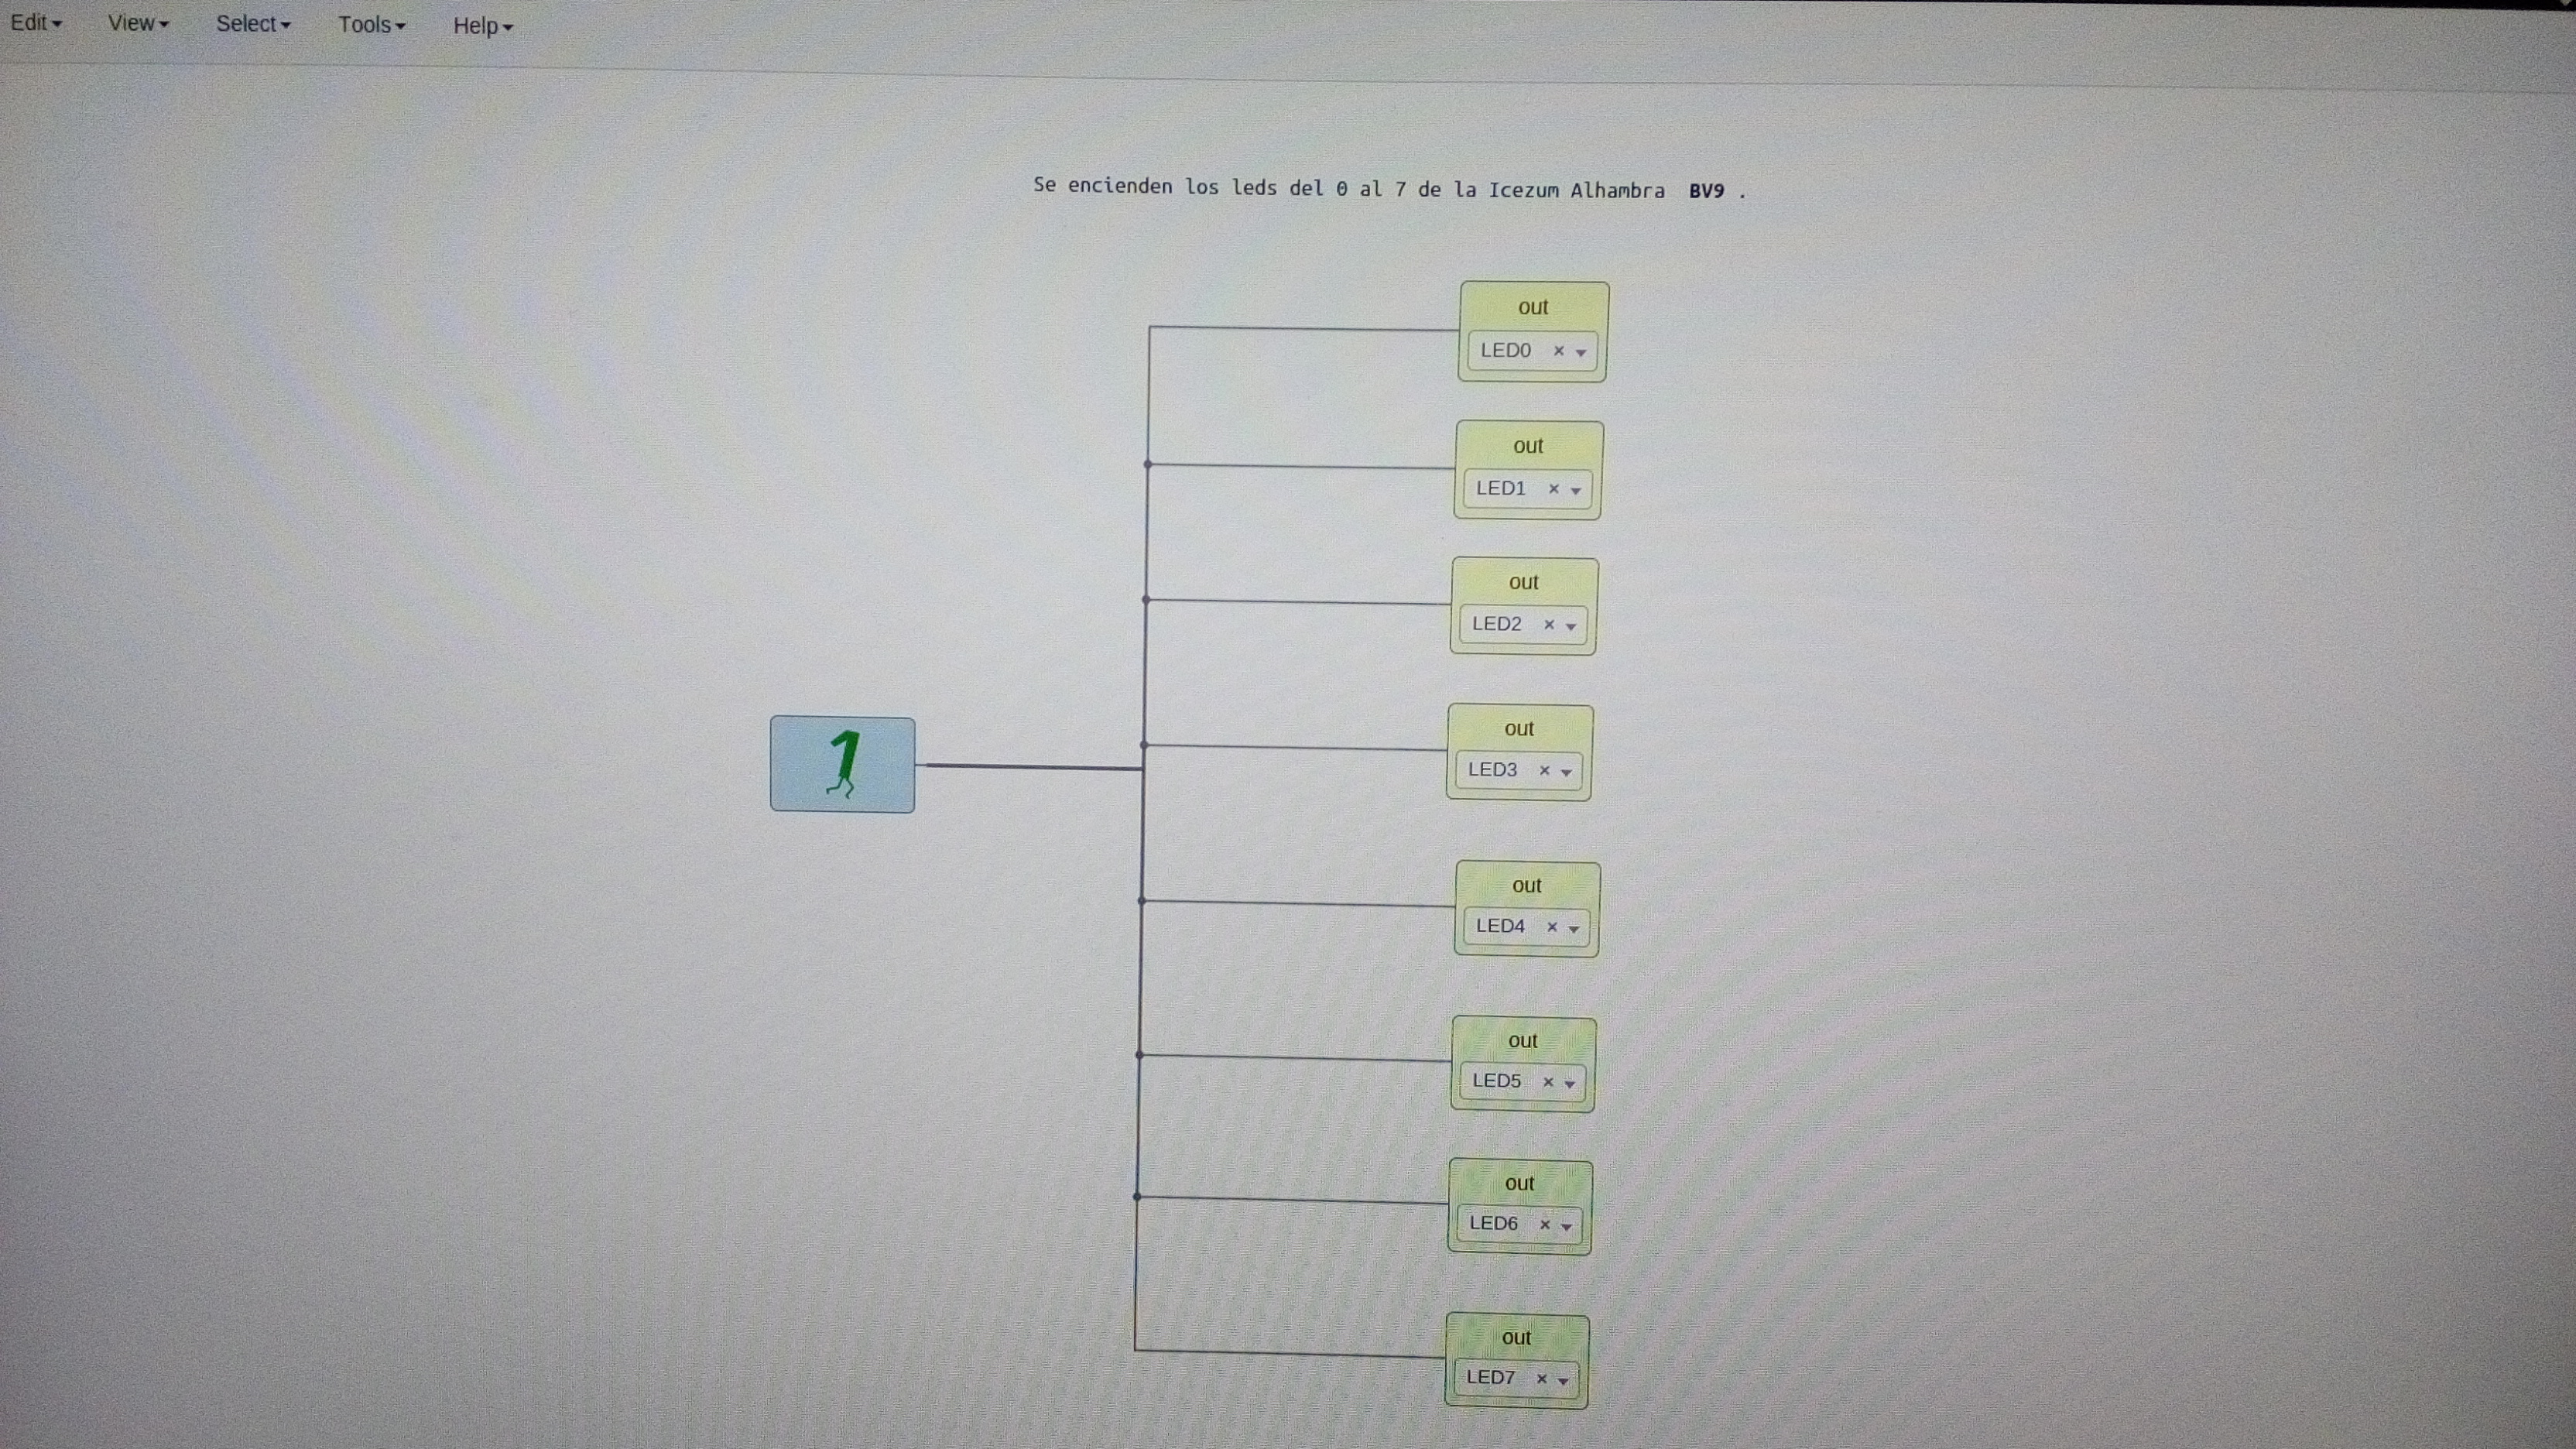 Edit View Select Tools Help
Se encienden los leds del 0 al 7 de la Icezum Alhambra BV9 .
out
LED0 ×
out
LED1 ×
out
LED2 ×
out
LED3 ×
1
out
LED4 ×
out
LED5 ×
out
LED6 ×
out
LED7 ×